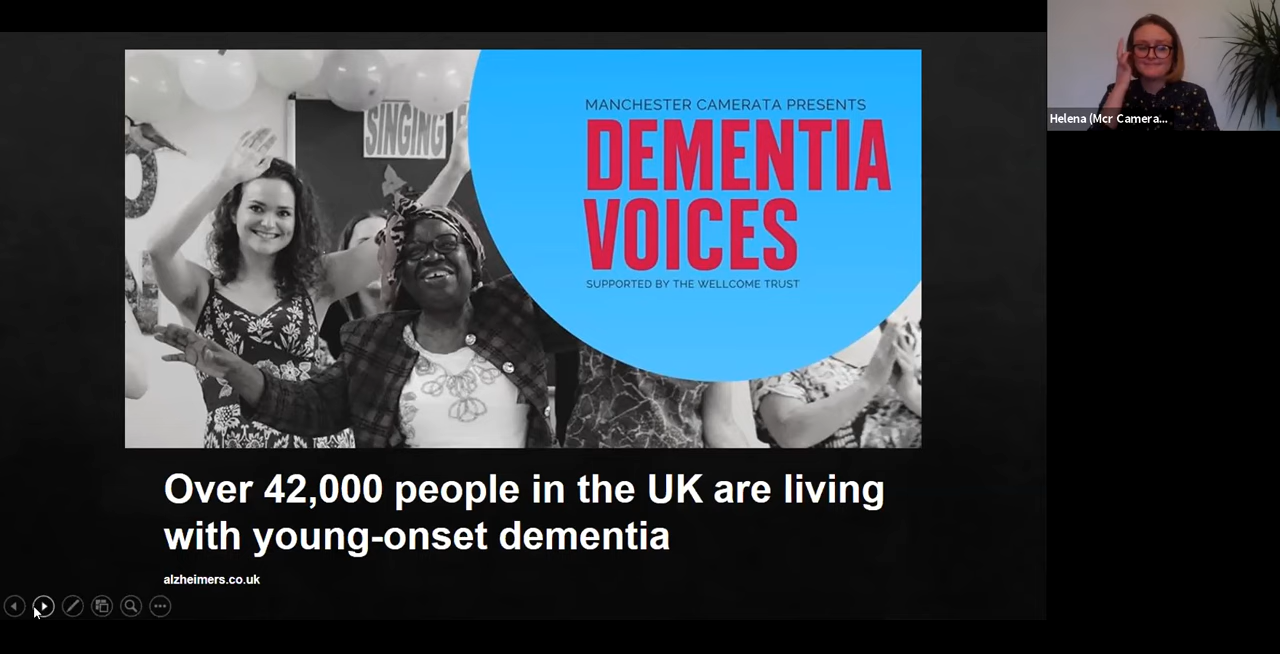 SINGING
MANCHESTER CAMERATA PRESENTS
DEMENTIA
VOICES
SUPPORTED BY THE WELLCOME TRUST
Over 42,000 people in the UK are living
with young-onset dementia
alzheimers.co.uk
Helena (Mcr Camera...